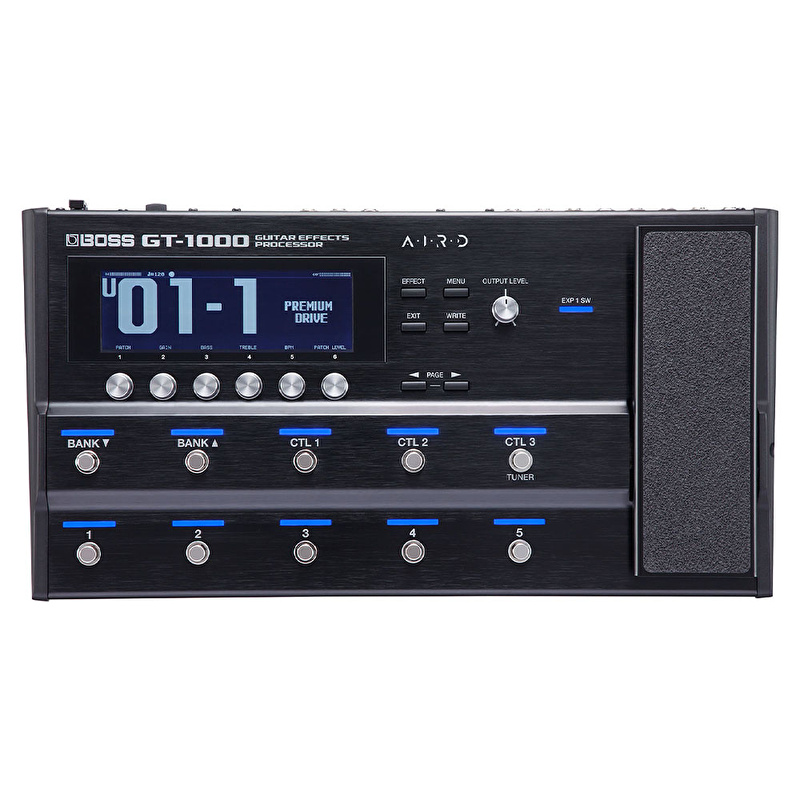 BOSS GT-1000 GUITAR EFFECTS PROCESSOR
A·I·R·D
EFFECT MENU OUTPUT LEVEL
♩=120
U01-1 PREMIUM DRIVE
EXP 1 SW
EXIT WRITE
PATCH GAIN BASS TREBLE BPM PATCH LEVEL
1 2 3 4 5 6
◄ PAGE ►
BANK ▼ BANK ▲ CTL 1 CTL 2 CTL 3
TUNER
1 2 3 4 5